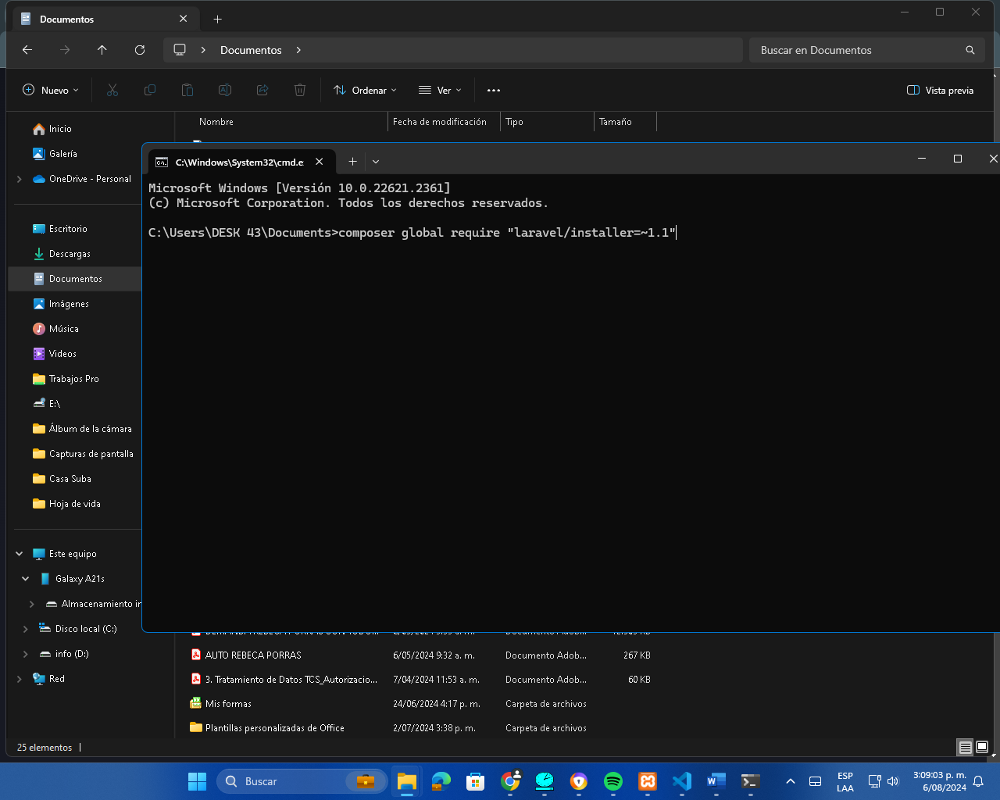 Documentos
Documentos
Buscar en Documentos
Nuevo
Ordenar
Ver
Vista previa
Nombre
Fecha de modificación
Tipo
Tamaño
Inicio
Galería
OneDrive - Personal
Escritorio
Descargas
Documentos
Imágenes
Música
Videos
Trabajos Pro
E:\
Álbum de la cámara
Capturas de pantalla
Casa Suba
Hoja de vida
Este equipo
Galaxy A21s
Almacenamiento in
Disco local (C:)
info (D:)
Red
C:\Windows\System32\cmd.e
Microsoft Windows [Versión 10.0.22621.2361]
(c) Microsoft Corporation. Todos los derechos reservados.
C:\Users\DESK 43\Documents>composer global require "laravel/installer=~1.1"
AUTO REBECA PORRAS 6/05/2024 9:32 a. m. Documento Adob... 267 KB
3. Tratamiento de Datos TCS_Autorizacio... 7/04/2024 11:53 a. m. Documento Adob... 60 KB
Mis formas 24/06/2024 4:17 p. m. Carpeta de archivos
Plantillas personalizadas de Office 2/07/2024 3:38 p. m. Carpeta de archivos
25 elementos
Buscar
ESP
LAA
3:09:03 p. m.
6/08/2024